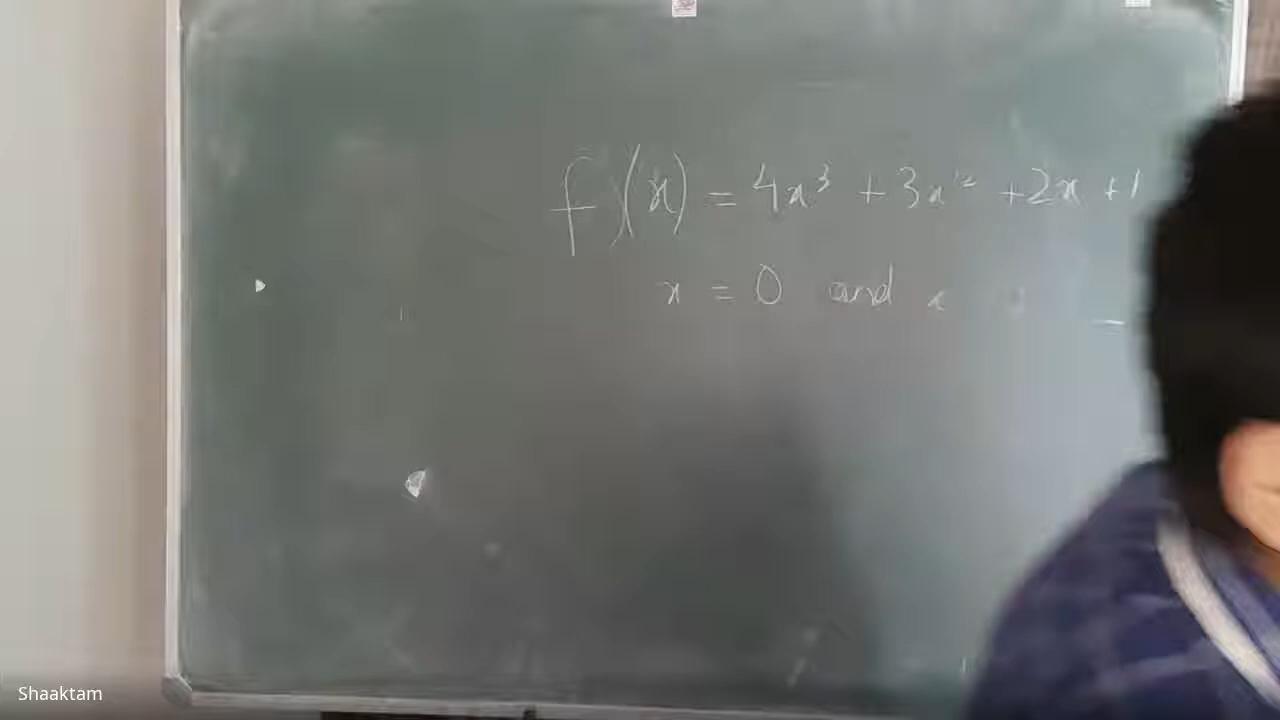 f(x) = 4x³ + 3x² + 2x + 1
x = 0 and x
Shaaktam